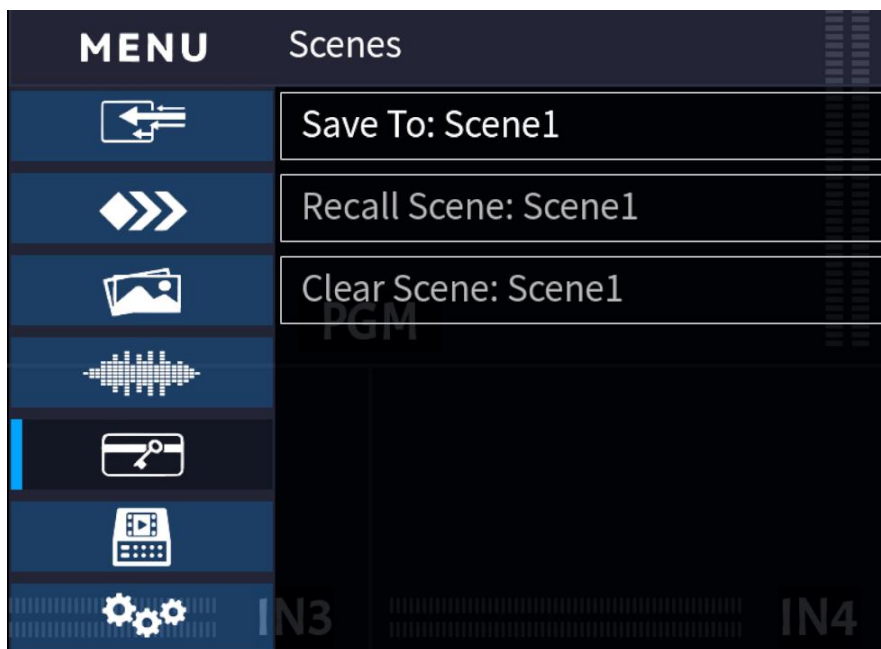 MENU Scenes
Save To: Scene1
Recall Scene: Scene1
Clear Scene: Scene1
PGM
IN3 IN4